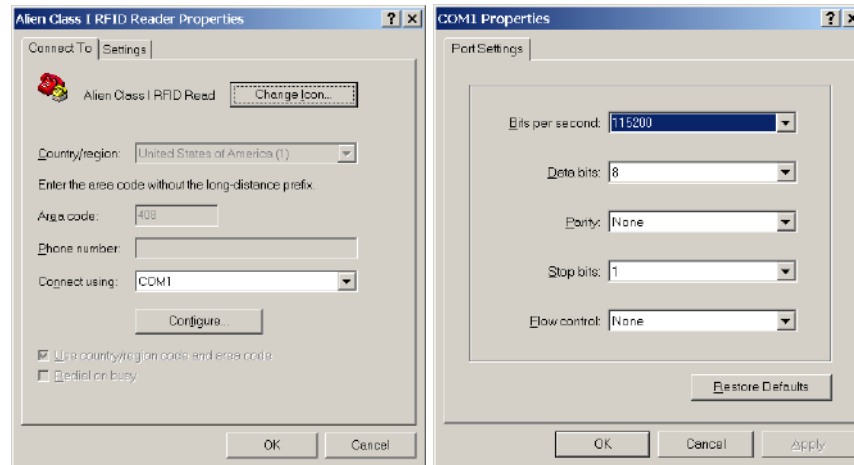 Alien Class I RFID Reader Properties
Connect To
Settings
Alien Class I RFID Read
Change Icon...
Country/region:
United States of America (1)
Enter the area code without the long-distance prefix.
Area code:
408
Phone number:
Connect using:
COM1
Configure...
Use country/region code and area code
Redial on busy
OK
Cancel
COM1 Properties
Port Settings
Bits per second:
115200
Data bits:
8
Parity:
None
Stop bits:
1
Flow control:
None
Restore Defaults
OK
Cancel
Apply